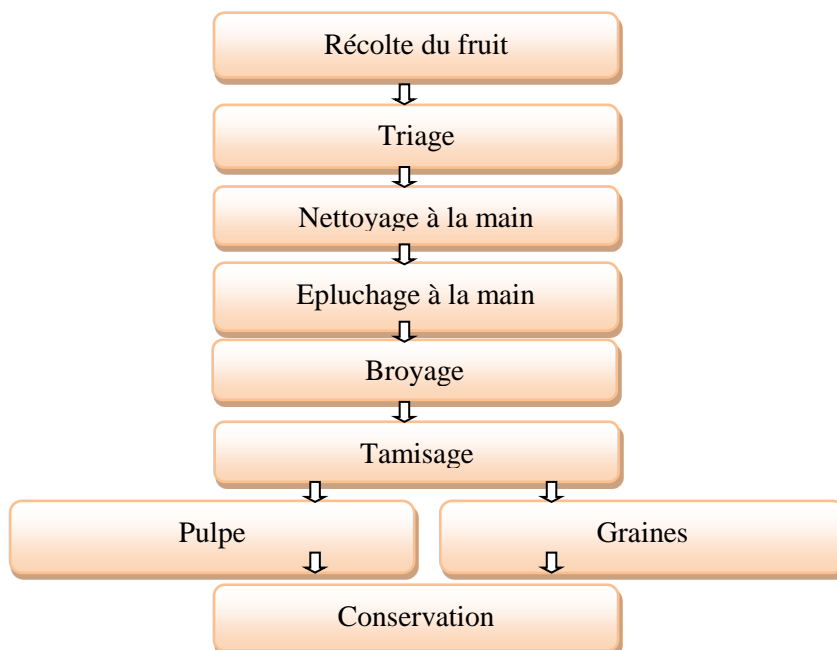 Récolte du fruit
Triage
Nettoyage à la main
Epluchage à la main
Broyage
Tamisage
Pulpe
Graines
Conservation